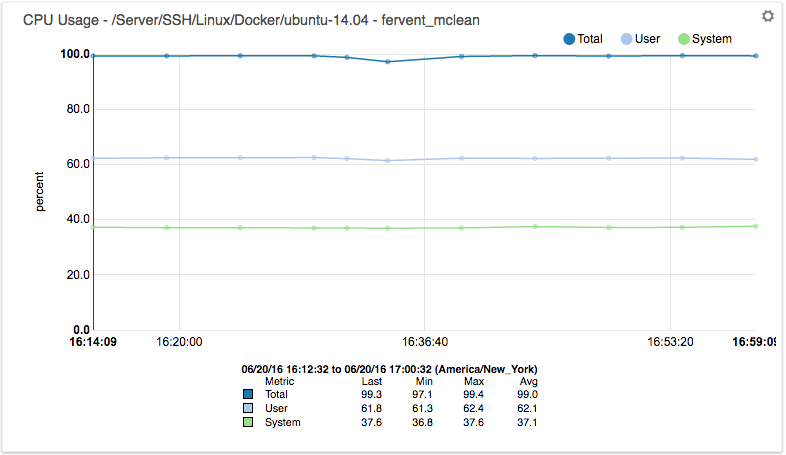 CPU Usage - /Server/SSH/Linux/Docker/ubuntu-14.04 - fervent_mclean
Total User System
100.0
80.0
60.0
40.0
20.0
0.0
percent
16:14:09 16:20:00 16:36:40 16:53:20 16:59:09
06/20/16 16:12:32 to 06/20/16 17:00:32 (America/New_York)
Metric Last Min Max Avg
Total 99.3 97.1 99.4 99.0
User 61.8 61.3 62.4 62.1
System 37.6 36.8 37.6 37.1